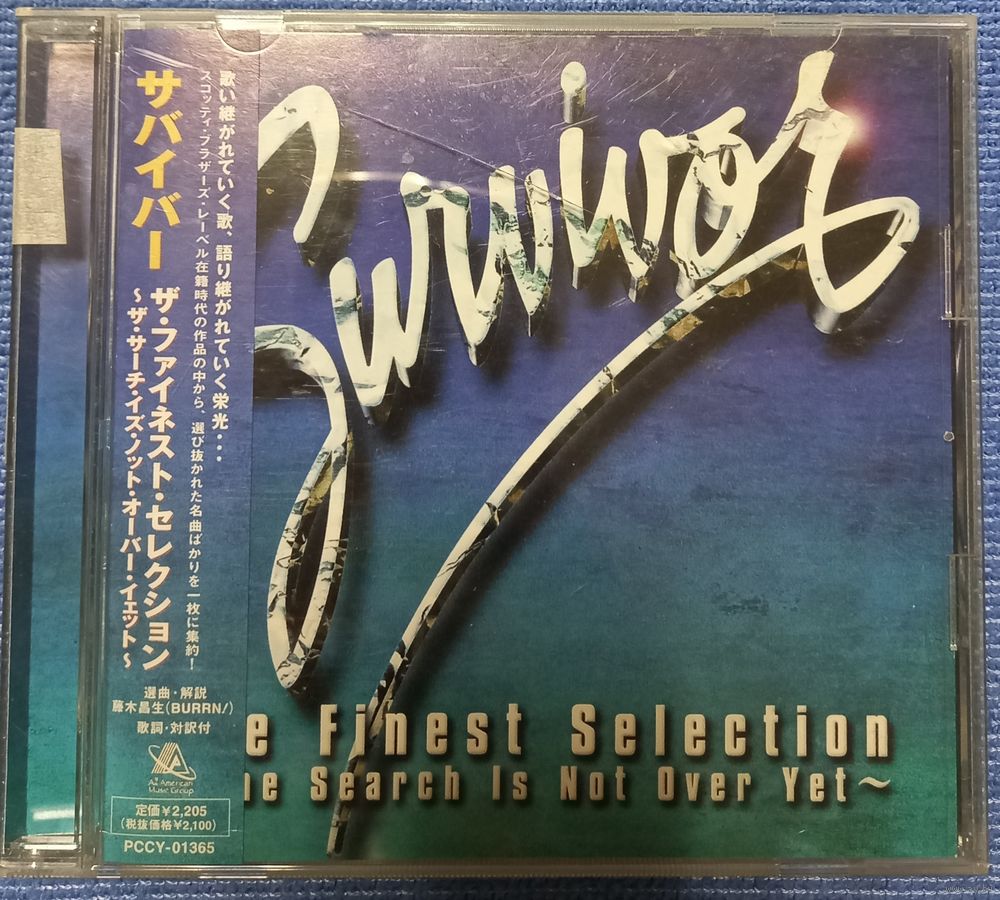 歌い継がれていく歌、語り継がれていく栄光・・・
スコッティ・ブラザーズ・レーベル在籍時代の作品の中から、選び抜かれた名曲ばかりを一枚に集約！
サバイバー
ザ・ファイネスト・セレクション
～ザ・サーチ・イズ・ノット・オーバー・イェット～
選曲・解説
藤木昌生(BURRN!)
歌詞・対訳付
All American
Music Group
定価￥2,205
(税抜価格￥2,100)
PCCY-01365
Survivor
e Finest Selection
he Search Is Not Over Yet～